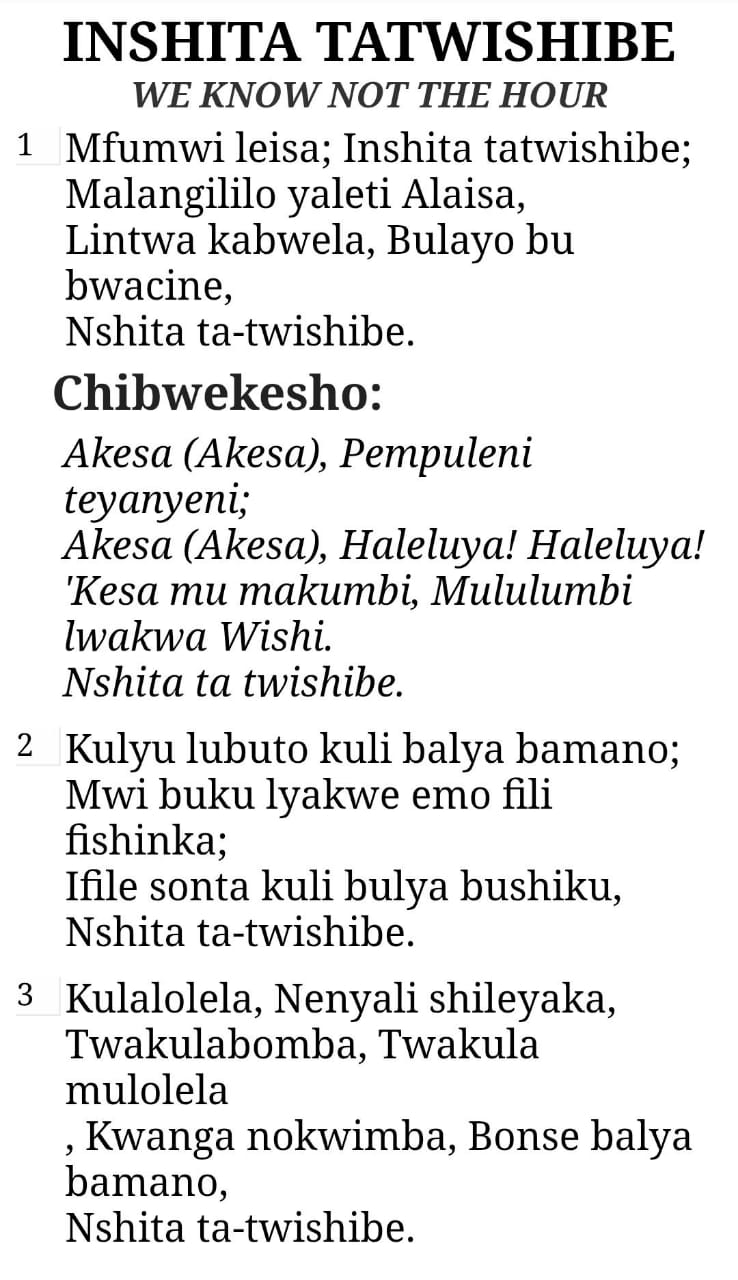 INSHITA TATWISHIBE
WE KNOW NOT THE HOUR
1 Mfumwi leisa; Inshita tatwishibe;
Malangililo yaleti Alaisa,
Lintwa kabwela, Bulayo bu
bwacine,
Nshita ta-twishibe.
Chibwekesho:
Akesa (Akesa), Pempuleni
teyanyeni;
Akesa (Akesa), Haleluya! Haleluya!
'Kesa mu makumbi, Mululumbi
lwakwa Wishi.
Nshita ta twishibe.
2 Kulyu lubuto kuli balya bamano;
Mwi buku lyakwe emo fili
fishinka;
Ifile sonta kuli bulya bushiku,
Nshita ta-twishibe.
3 Kulalolela, Nenyali shileyaka,
Twakulabomba, Twakula
mulolela
, Kwanga nokwimba, Bonse balya
bamano,
Nshita ta-twishibe.